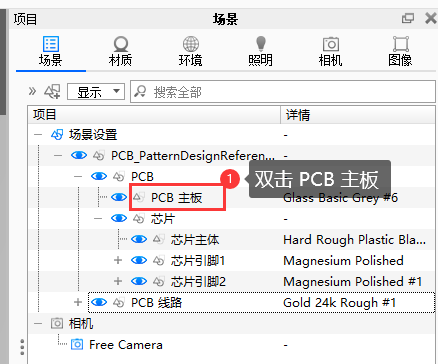 项目 场景
场景 材质 环境 照明 相机 图像
» 显示 搜索全部
项目 详情
场景设置 -
PCB_PatternDesignReferen... -
PCB -
1 双击 PCB 主板
PCB 主板 Glass Basic Grey #6
芯片 -
芯片主体 Hard Rough Plastic Bla...
芯片引脚1 Magnesium Polished
芯片引脚2 Magnesium Polished #1
PCB 线路 Gold 24k Rough #1
相机 -
Free Camera -